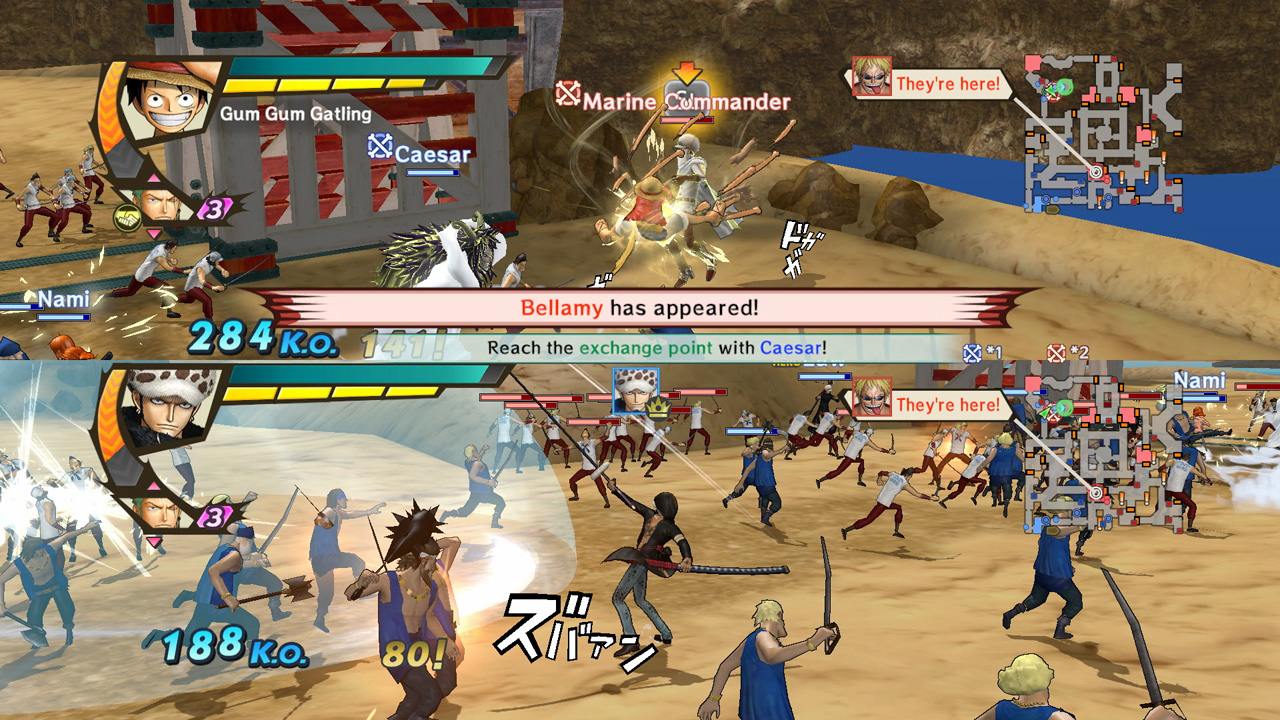 They're here!
Marine Commander
Gum Gum Gatling
Caesar
3
ドガガ
Nami
Bellamy has appeared!
284 K.O.
141!
Reach the exchange point with Caesar!
*1
*2
They're here!
Nami
3
ズバァン
188 K.O.
80!